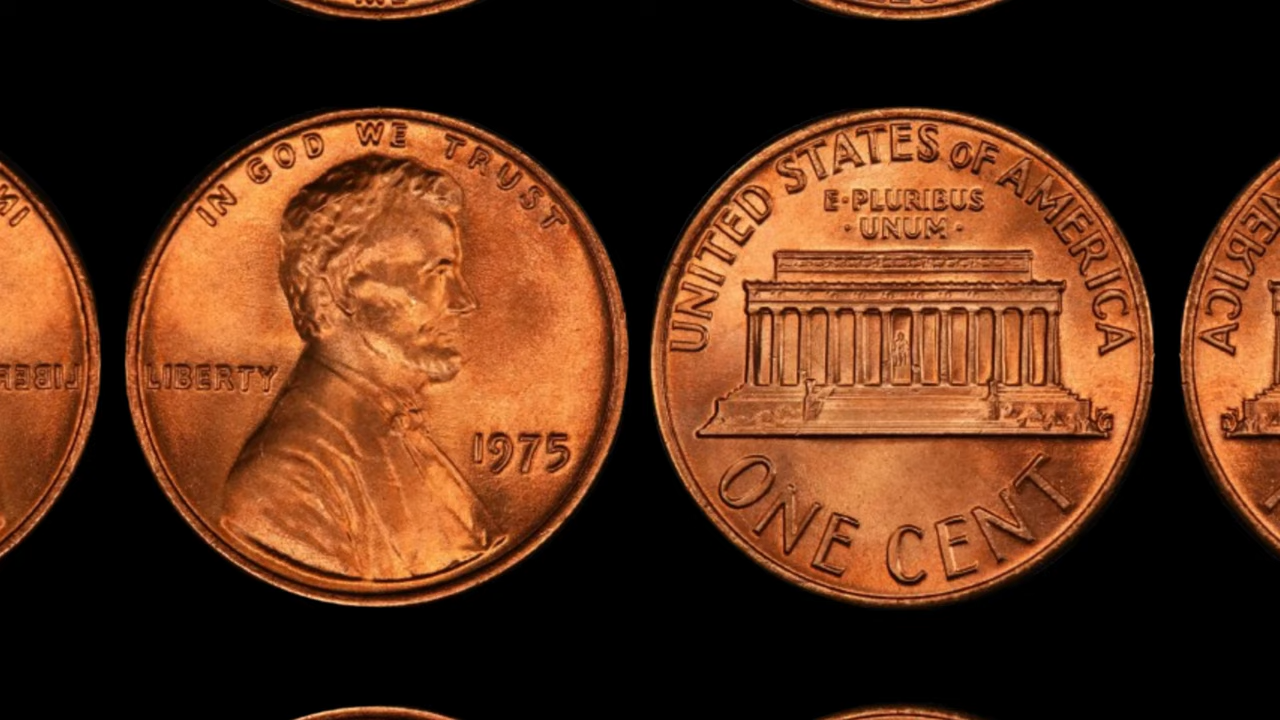 IN GOD WE TRUST
LIBERTY
1975
UNITED STATES OF AMERICA
E·PLURIBUS
·UNUM·
ONE CENT